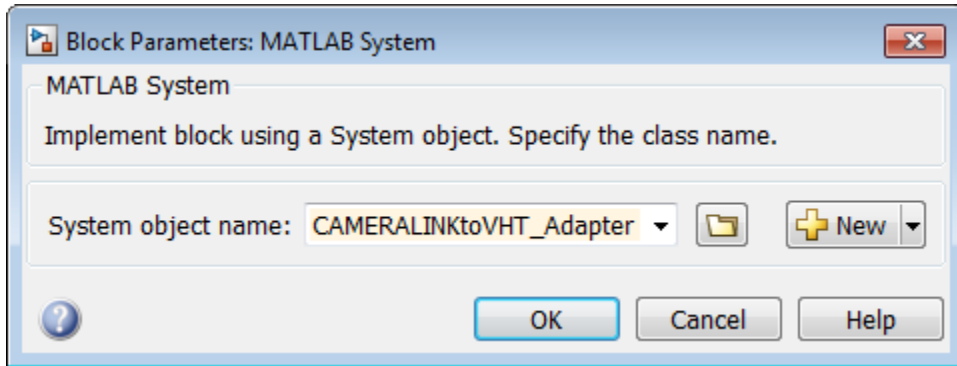 Block Parameters: MATLAB System
MATLAB System
Implement block using a System object. Specify the class name.
System object name: CAMERALINKtoVHT_Adapter New
? OK Cancel Help